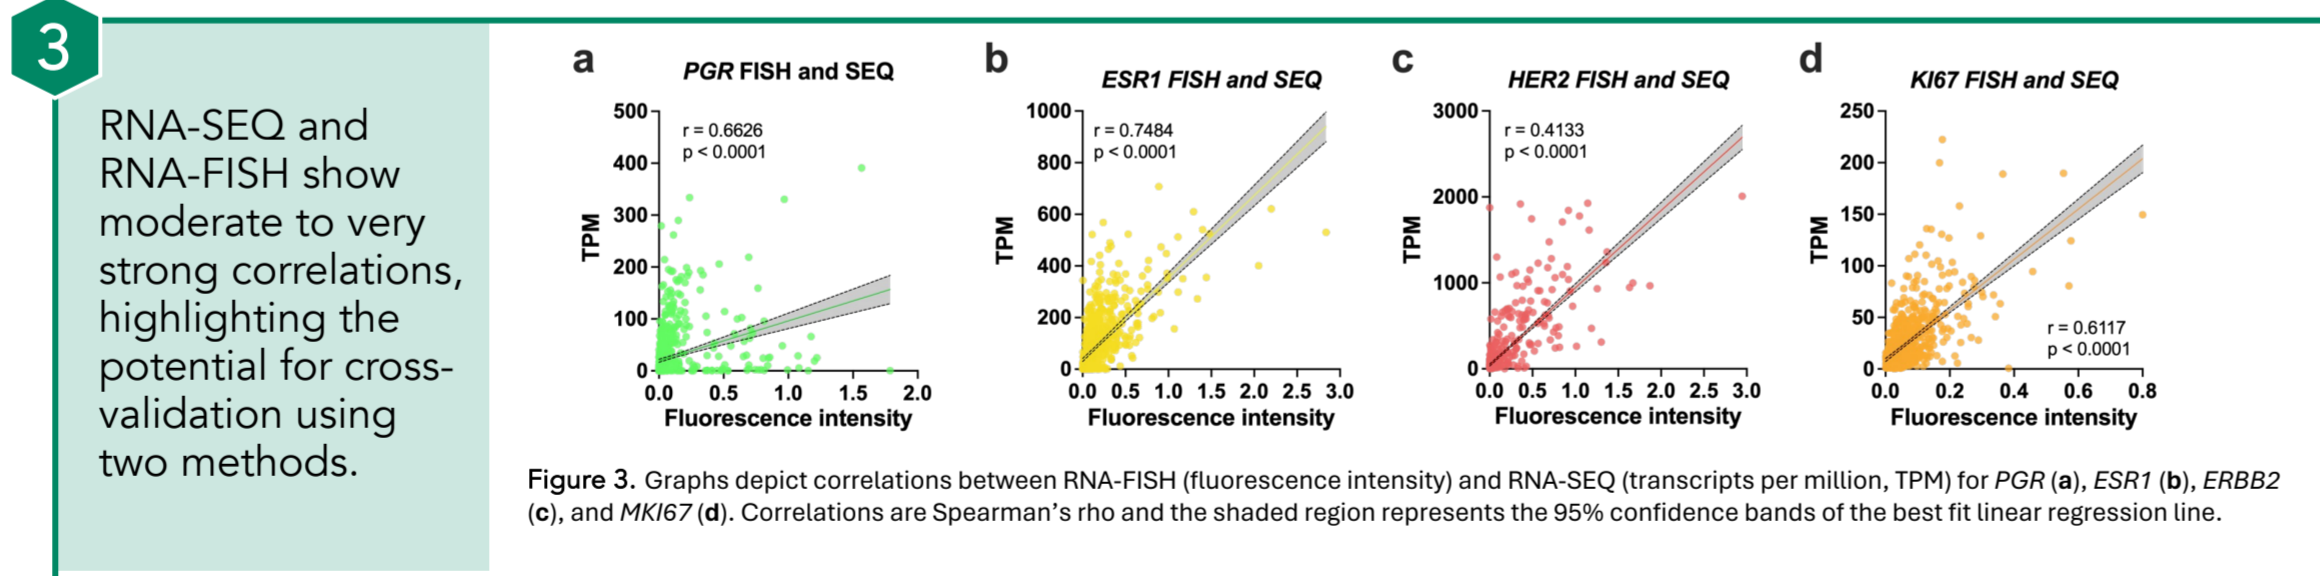 3
RNA-SEQ and
RNA-FISH show
moderate to very
strong correlations,
highlighting the
potential for cross-
validation using
two methods.
a
PGR FISH and SEQ
r = 0.6626
p < 0.0001
500
400
300
200
100
0
TPM
0.0 0.5 1.0 1.5 2.0
Fluorescence intensity
b
ESR1 FISH and SEQ
r = 0.7484
p < 0.0001
1000
800
600
400
200
0
TPM
0.0 0.5 1.0 1.5 2.0 2.5 3.0
Fluorescence intensity
c
HER2 FISH and SEQ
r = 0.4133
p < 0.0001
3000
2000
1000
0
TPM
0.0 0.5 1.0 1.5 2.0 2.5 3.0
Fluorescence intensity
d
KI67 FISH and SEQ
250
200
150
100
50
0
TPM
r = 0.6117
p < 0.0001
0.0 0.2 0.4 0.6 0.8
Fluorescence intensity
Figure 3. Graphs depict correlations between RNA-FISH (fluorescence intensity) and RNA-SEQ (transcripts per million, TPM) for PGR (a), ESR1 (b), ERBB2
(c), and MKI67 (d). Correlations are Spearman's rho and the shaded region represents the 95% confidence bands of the best fit linear regression line.